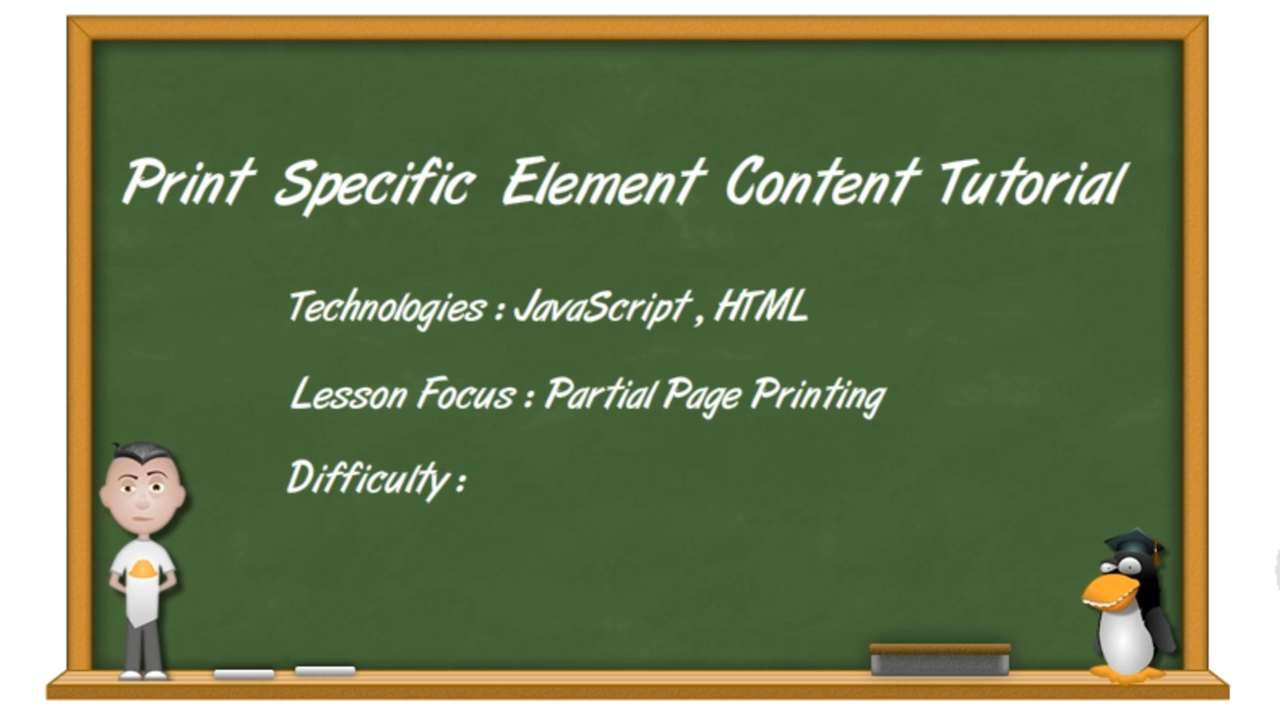 Print Specific Element Content Tutorial
Technologies : JavaScript , HTML
Lesson Focus : Partial Page Printing
Difficulty :